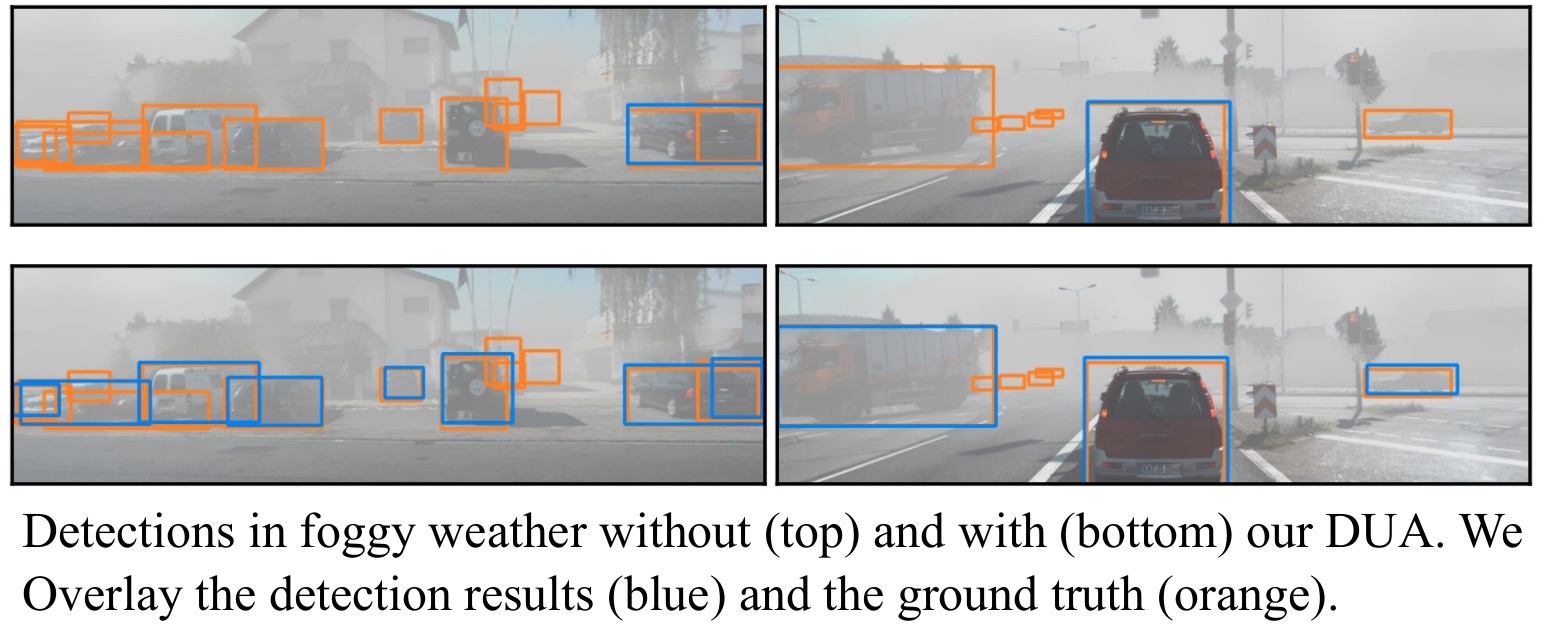 Detections in foggy weather without (top) and with (bottom) our DUA. We
Overlay the detection results (blue) and the ground truth (orange).